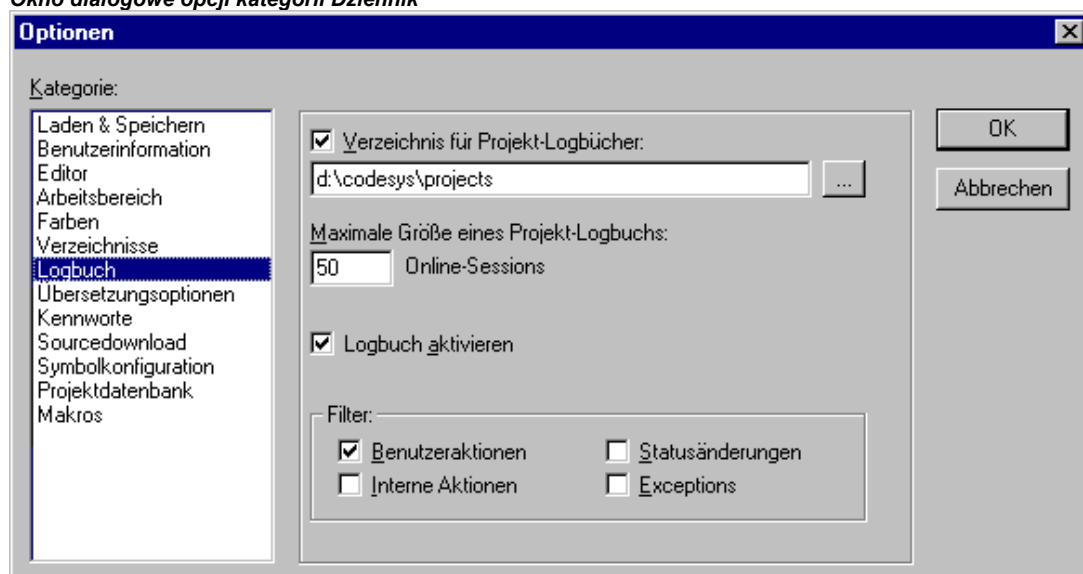 Okno dialogowe opcji kategorii Dziennik
Optionen
Kategorie:
Laden & Speichern
Benutzerinformation
Editor
Arbeitsbereich
Farben
Verzeichnisse
Logbuch
Übersetzungsoptionen
Kennworte
Sourcedownload
Symbolkonfiguration
Projektdatenbank
Makros
Verzeichnis für Projekt-Logbücher:
d:\codesys\projects
...
Maximale Größe eines Projekt-Logbuchs:
50 Online-Sessions
Logbuch aktivieren
Filter:
Benutzeraktionen Statusänderungen
Interne Aktionen Exceptions
OK
Abbrechen